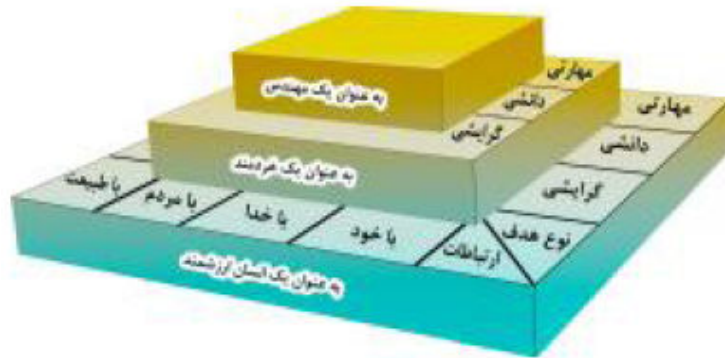 به عنوان یک مهندس
مهارتی
دانشی
گرایشی
به عنوان یک خردمند
مهارتی
دانشی
گرایشی
نوع هدف
ارتباطات
با خود
با خدا
با مردم
با طبیعت
به عنوان یک انسان ارزشمند